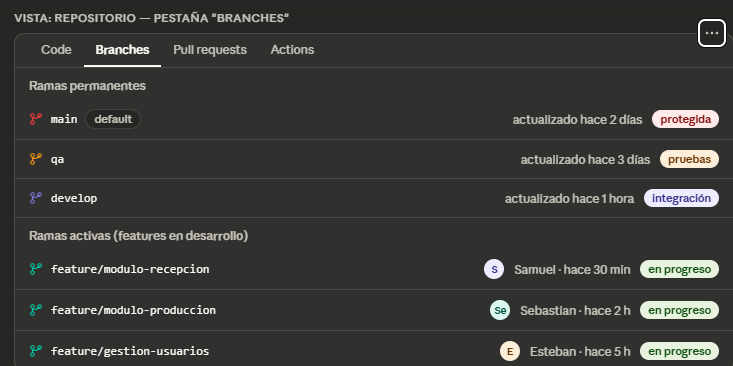 VISTA: REPOSITORIO — PESTAÑA "BRANCHES"
...
Code Branches Pull requests Actions
Ramas permanentes
main default actualizado hace 2 días protegida
qa actualizado hace 3 días pruebas
develop actualizado hace 1 hora integración
Ramas activas (features en desarrollo)
feature/modulo-recepcion S Samuel · hace 30 min en progreso
feature/modulo-produccion Se Sebastian · hace 2 h en progreso
feature/gestion-usuarios E Esteban · hace 5 h en progreso